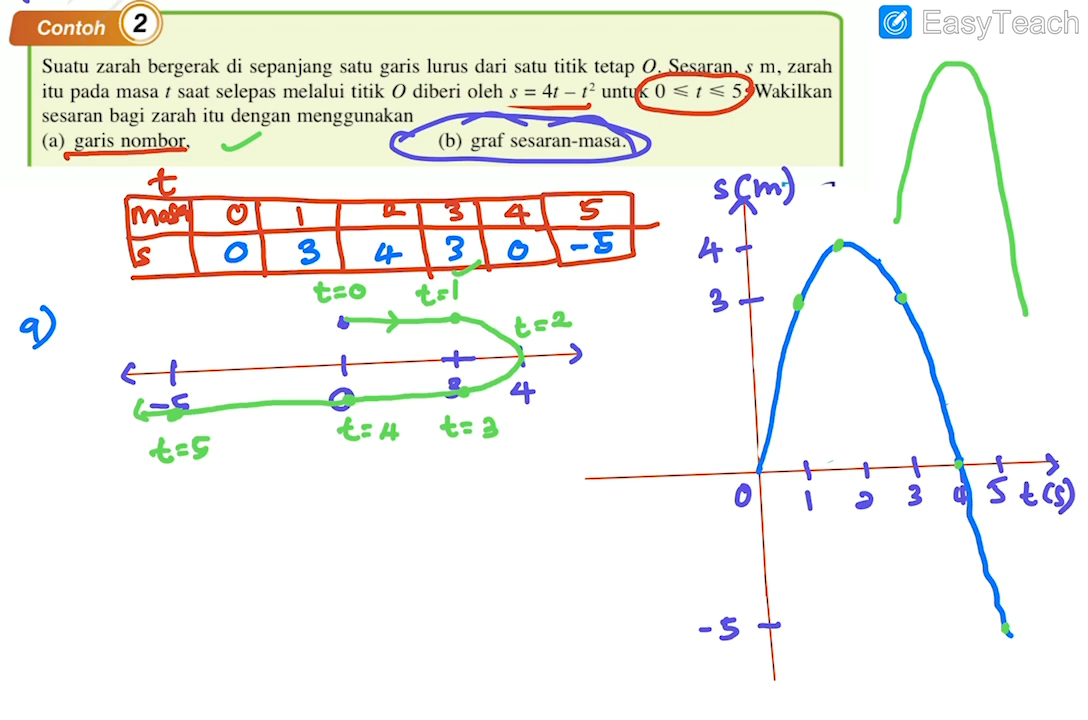 Contoh 2
EasyTeach
Suatu zarah bergerak di sepanjang satu garis lurus dari satu titik tetap O. Sesaran, s m, zarah
itu pada masa t saat selepas melalui titik O diberi oleh s = 4t – t² untuk 0 ≤ t ≤ 5. Wakilkan
sesaran bagi zarah itu dengan menggunakan
(a) garis nombor. (b) graf sesaran-masa.
t
masa 0 1 2 3 4 5
s 0 3 4 3 0 -5
a)
t=0 t=1
t=2
-5 0 3 4
t=4 t=3
t=5
s(m)
4
3
0 1 2 3 4 5 t(s)
-5